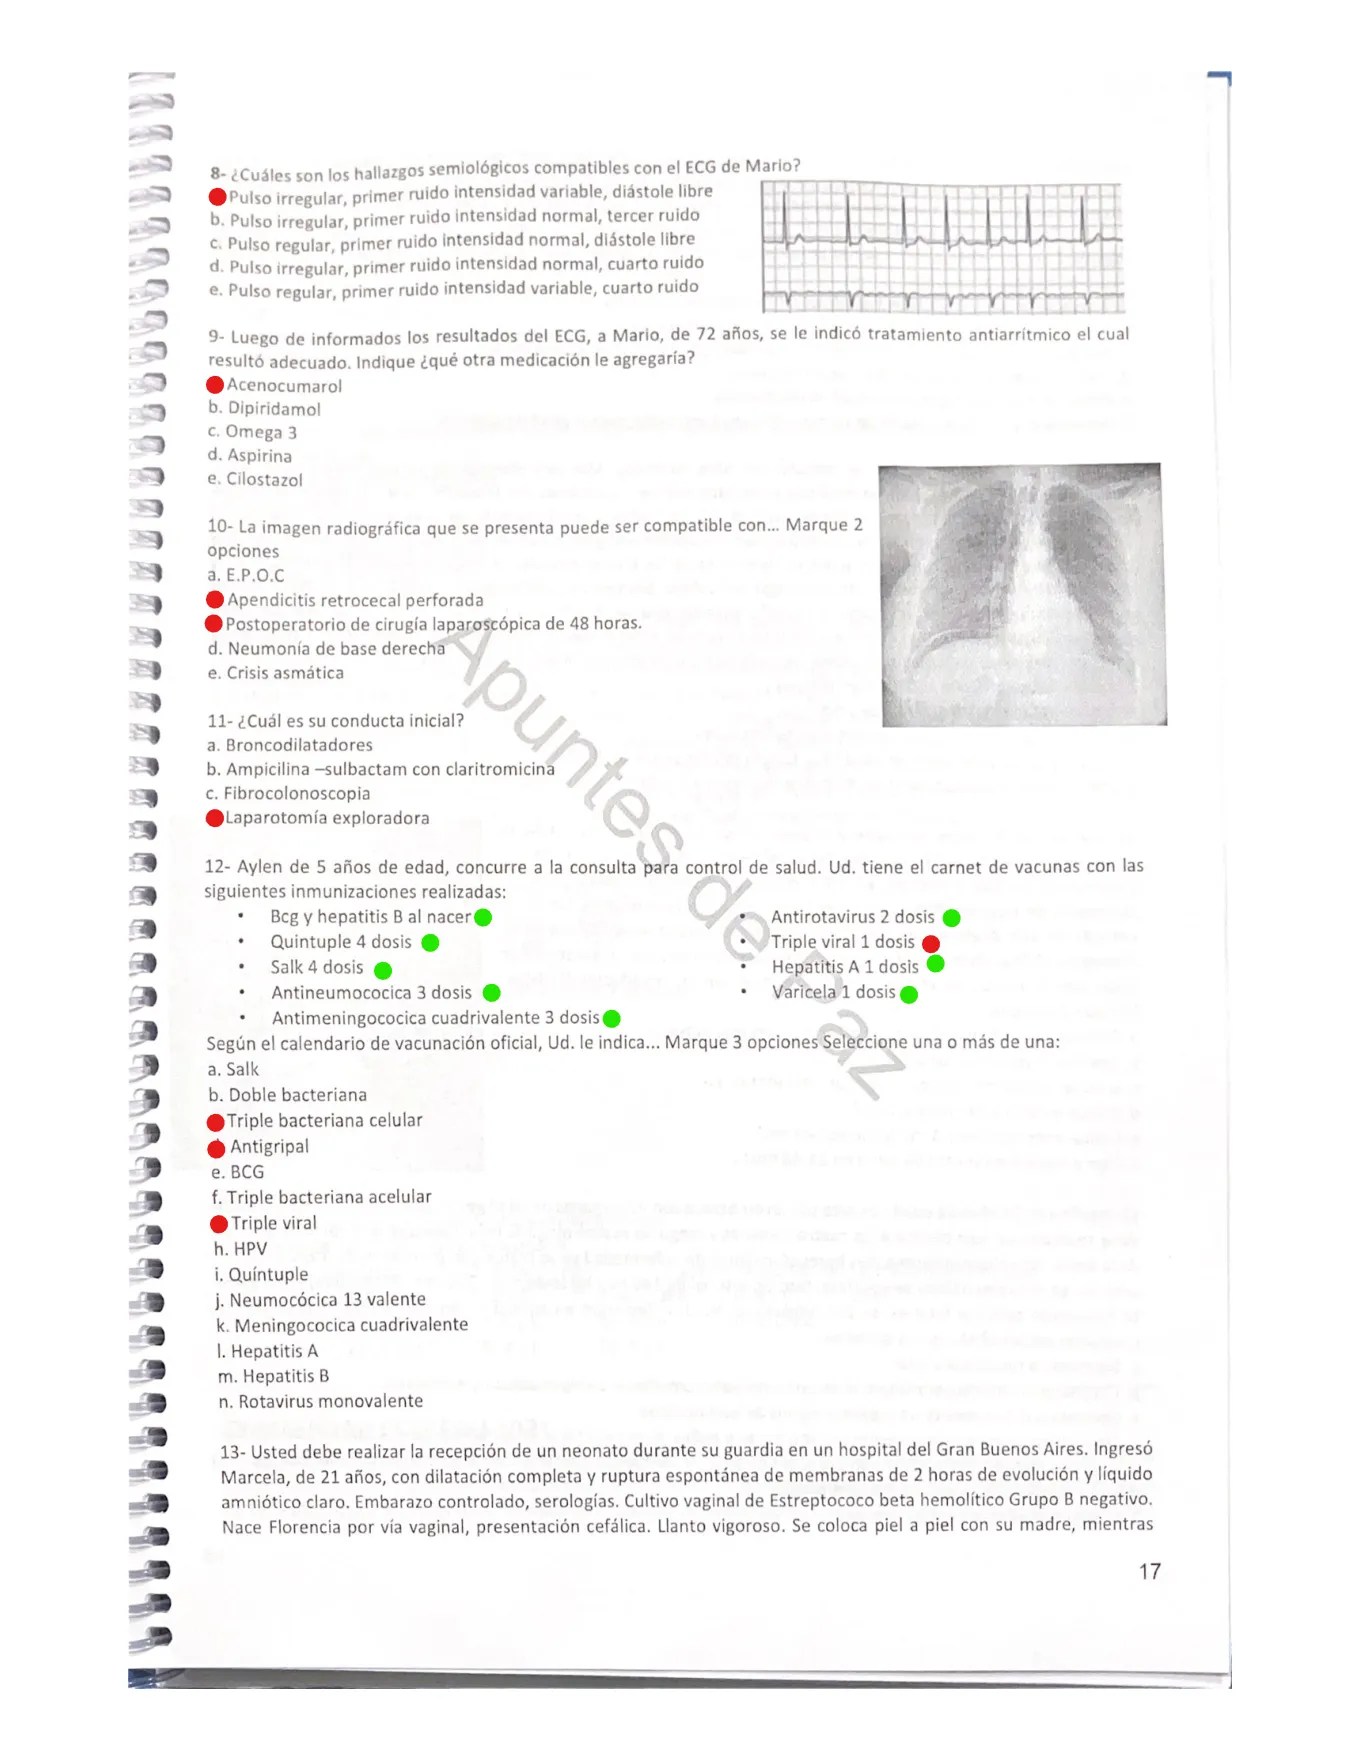 8- ¿Cuáles son los hallazgos semiológicos compatibles con el ECG de Mario?
Pulso irregular, primer ruido intensidad variable, diástole libre
b. Pulso irregular, primer ruido intensidad normal, tercer ruido
c. Pulso regular, primer ruido intensidad normal, diástole libre
d. Pulso irregular, primer ruido intensidad normal, cuarto ruido
e. Pulso regular, primer ruido intensidad variable, cuarto ruido
9- Luego de informados los resultados del ECG, a Mario, de 72 años, se le indicó tratamiento antiarrítmico el cual
resultó adecuado. Indique ¿qué otra medicación le agregaría?
Acenocumarol
b. Dipiridamol
c. Omega 3
d. Aspirina
e. Cilostazol
10- La imagen radiográfica que se presenta puede ser compatible con... Marque 2
opciones
a. E.P.O.C
Apendicitis retrocecal perforada
Postoperatorio de cirugía laparoscópica de 48 horas.
d. Neumonía de base derecha
e. Crisis asmática
11- ¿Cuál es su conducta inicial?
a. Broncodilatadores
b. Ampicilina –sulbactam con claritromicina
c. Fibrocolonoscopia
Laparotomía exploradora
12- Aylen de 5 años de edad, concurre a la consulta para control de salud. Ud. tiene el carnet de vacunas con las
siguientes inmunizaciones realizadas:
• Bcg y hepatitis B al nacer
• Quintuple 4 dosis
• Salk 4 dosis
• Antineumococica 3 dosis
• Antimeningococica cuadrivalente 3 dosis
• Antirotavirus 2 dosis
• Triple viral 1 dosis
• Hepatitis A 1 dosis
• Varicela 1 dosis
Según el calendario de vacunación oficial, Ud. le indica... Marque 3 opciones Seleccione una o más de una:
a. Salk
b. Doble bacteriana
Triple bacteriana celular
Antigripal
e. BCG
f. Triple bacteriana acelular
Triple viral
h. HPV
i. Quíntuple
j. Neumocócica 13 valente
k. Meningococica cuadrivalente
l. Hepatitis A
m. Hepatitis B
n. Rotavirus monovalente
13- Usted debe realizar la recepción de un neonato durante su guardia en un hospital del Gran Buenos Aires. Ingresó
Marcela, de 21 años, con dilatación completa y ruptura espontánea de membranas de 2 horas de evolución y líquido
amniótico claro. Embarazo controlado, serologías. Cultivo vaginal de Estreptococo beta hemolítico Grupo B negativo.
Nace Florencia por vía vaginal, presentación cefálica. Llanto vigoroso. Se coloca piel a piel con su madre, mientras
17
Apuntes de Paz